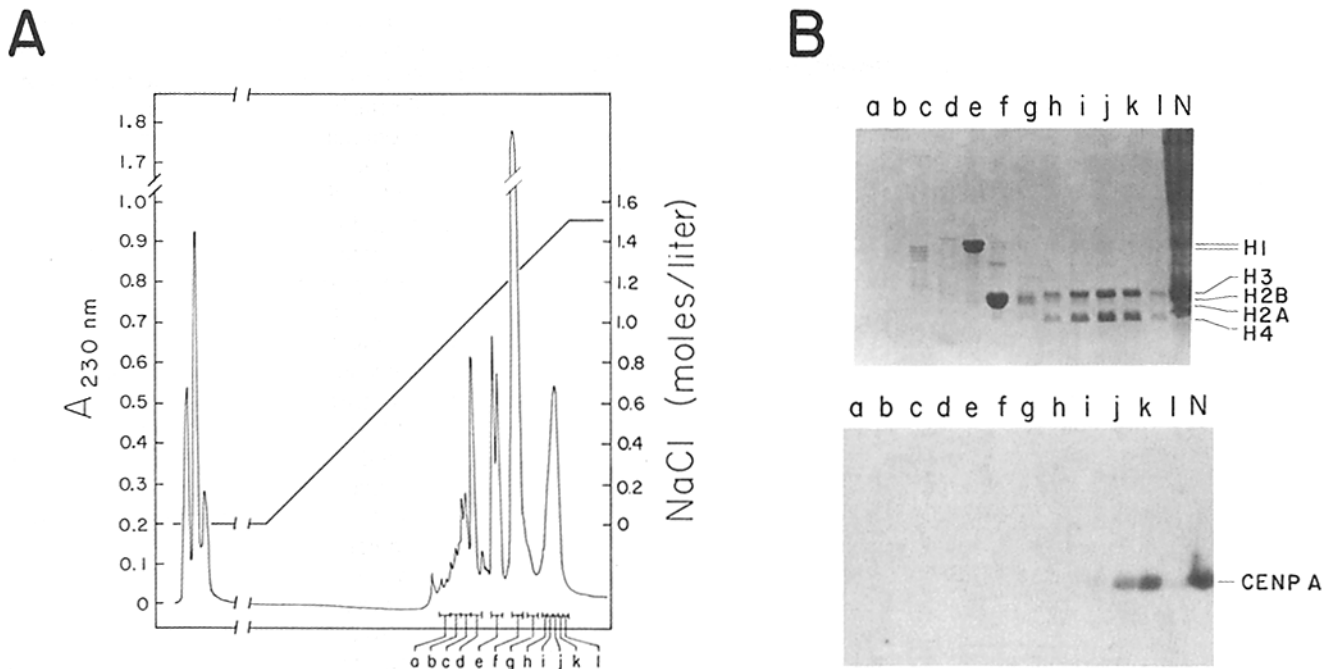 A
B
1.8
1.7
1.0
0.9
0.8
0.7
0.6
0.5
0.4
0.3
0.2
0.1
0
A 230 nm
1.6
1.4
1.2
1.0
0.8
0.6
0.4
0.2
0
NaCl (moles/liter)
a b c d e f g h i j k l
a b c d e f g h i j k l N
H1
H3
H2B
H2A
H4
a b c d e f g h i j k l N
CENP A